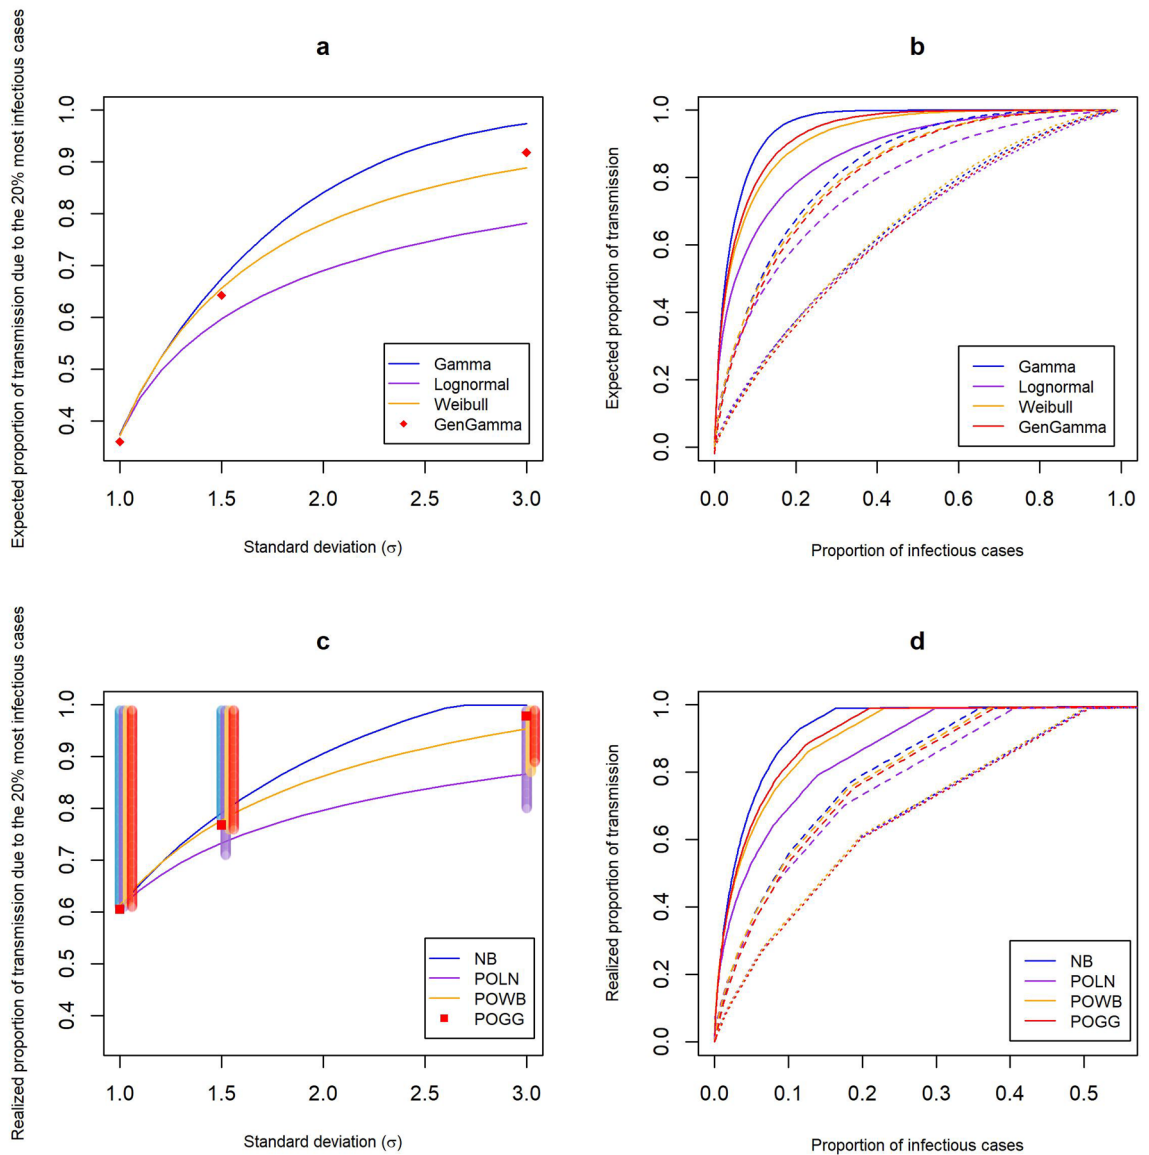 a
Expected proportion of transmission due to the 20% most infectious cases
1.0
0.9
0.8
0.7
0.6
0.5
0.4
Gamma
Lognormal
Weibull
GenGamma
1.0 1.5 2.0 2.5 3.0
Standard deviation (σ)
b
Expected proportion of transmission
1.0
0.8
0.6
0.4
0.2
0.0
Gamma
Lognormal
Weibull
GenGamma
0.0 0.2 0.4 0.6 0.8 1.0
Proportion of infectious cases
c
Realized proportion of transmission due to the 20% most infectious cases
1.0
0.9
0.8
0.7
0.6
0.5
0.4
NB
POLN
POWB
POGG
1.0 1.5 2.0 2.5 3.0
Standard deviation (σ)
d
Realized proportion of transmission
1.0
0.8
0.6
0.4
0.2
0.0
NB
POLN
POWB
POGG
0.0 0.1 0.2 0.3 0.4 0.5
Proportion of infectious cases